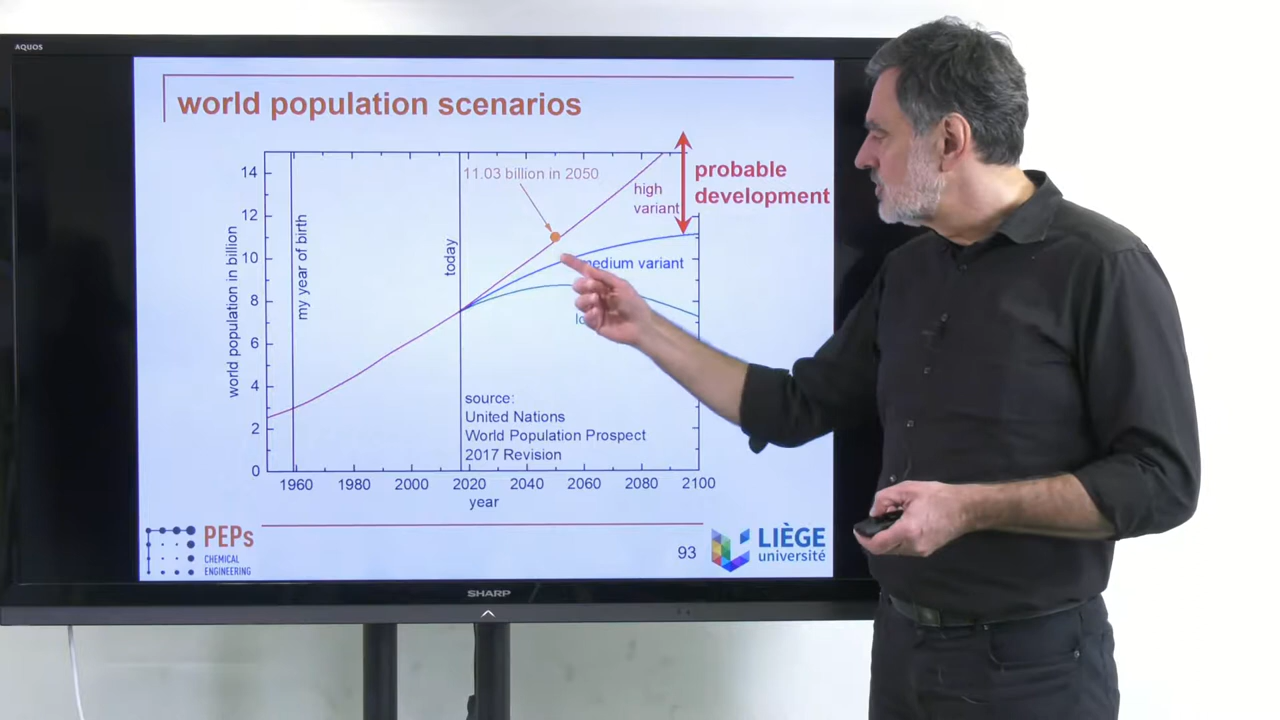 AQUOS
world population scenarios
14
12
10
8
6
4
2
0
world population in billion
my year of birth
today
11.03 billion in 2050
high
variant
probable
development
medium variant
source:
United Nations
World Population Prospect
2017 Revision
1960 1980 2000 2020 2040 2060 2080 2100
year
PEPs
CHEMICAL
ENGINEERING
93
LIÈGE
université
SHARP